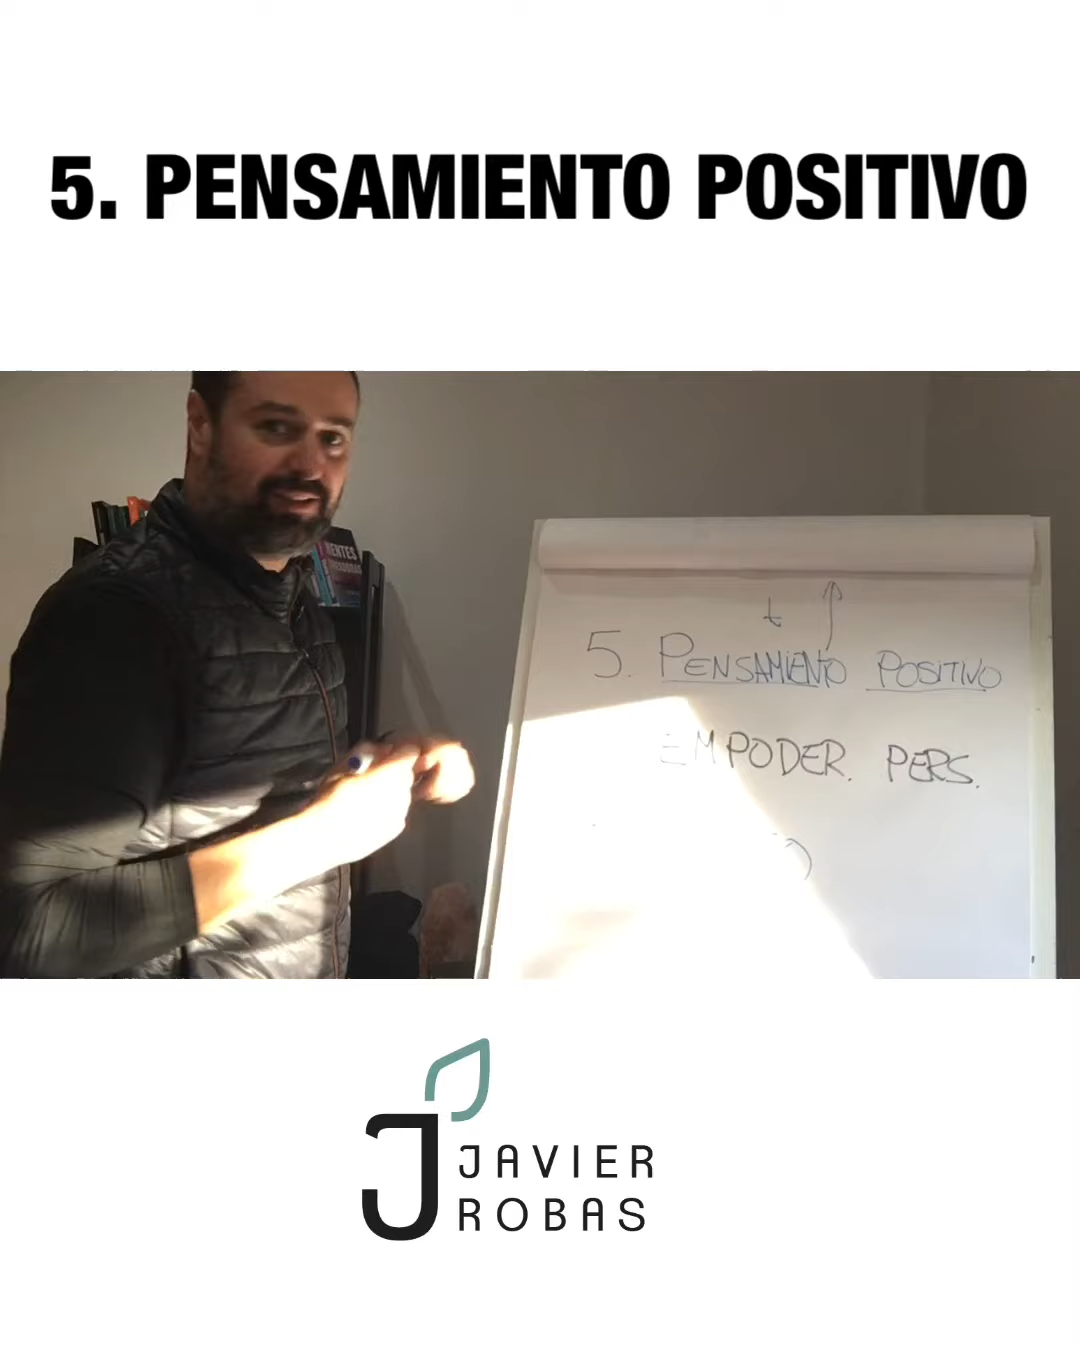 5. PENSAMIENTO POSITIVO
t
5. PENSAMIENTO POSITIVO
EMPODER. PERS.
JAVIER
ROBAS